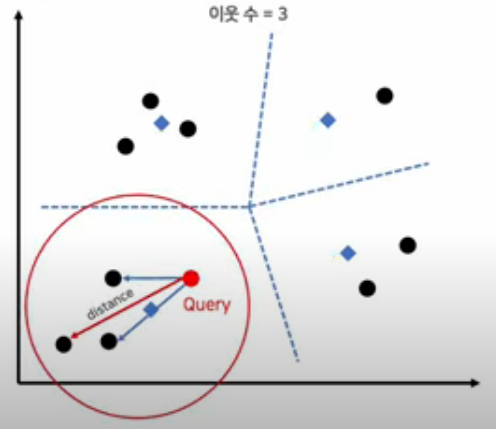 이웃 수 = 3
distance
Query